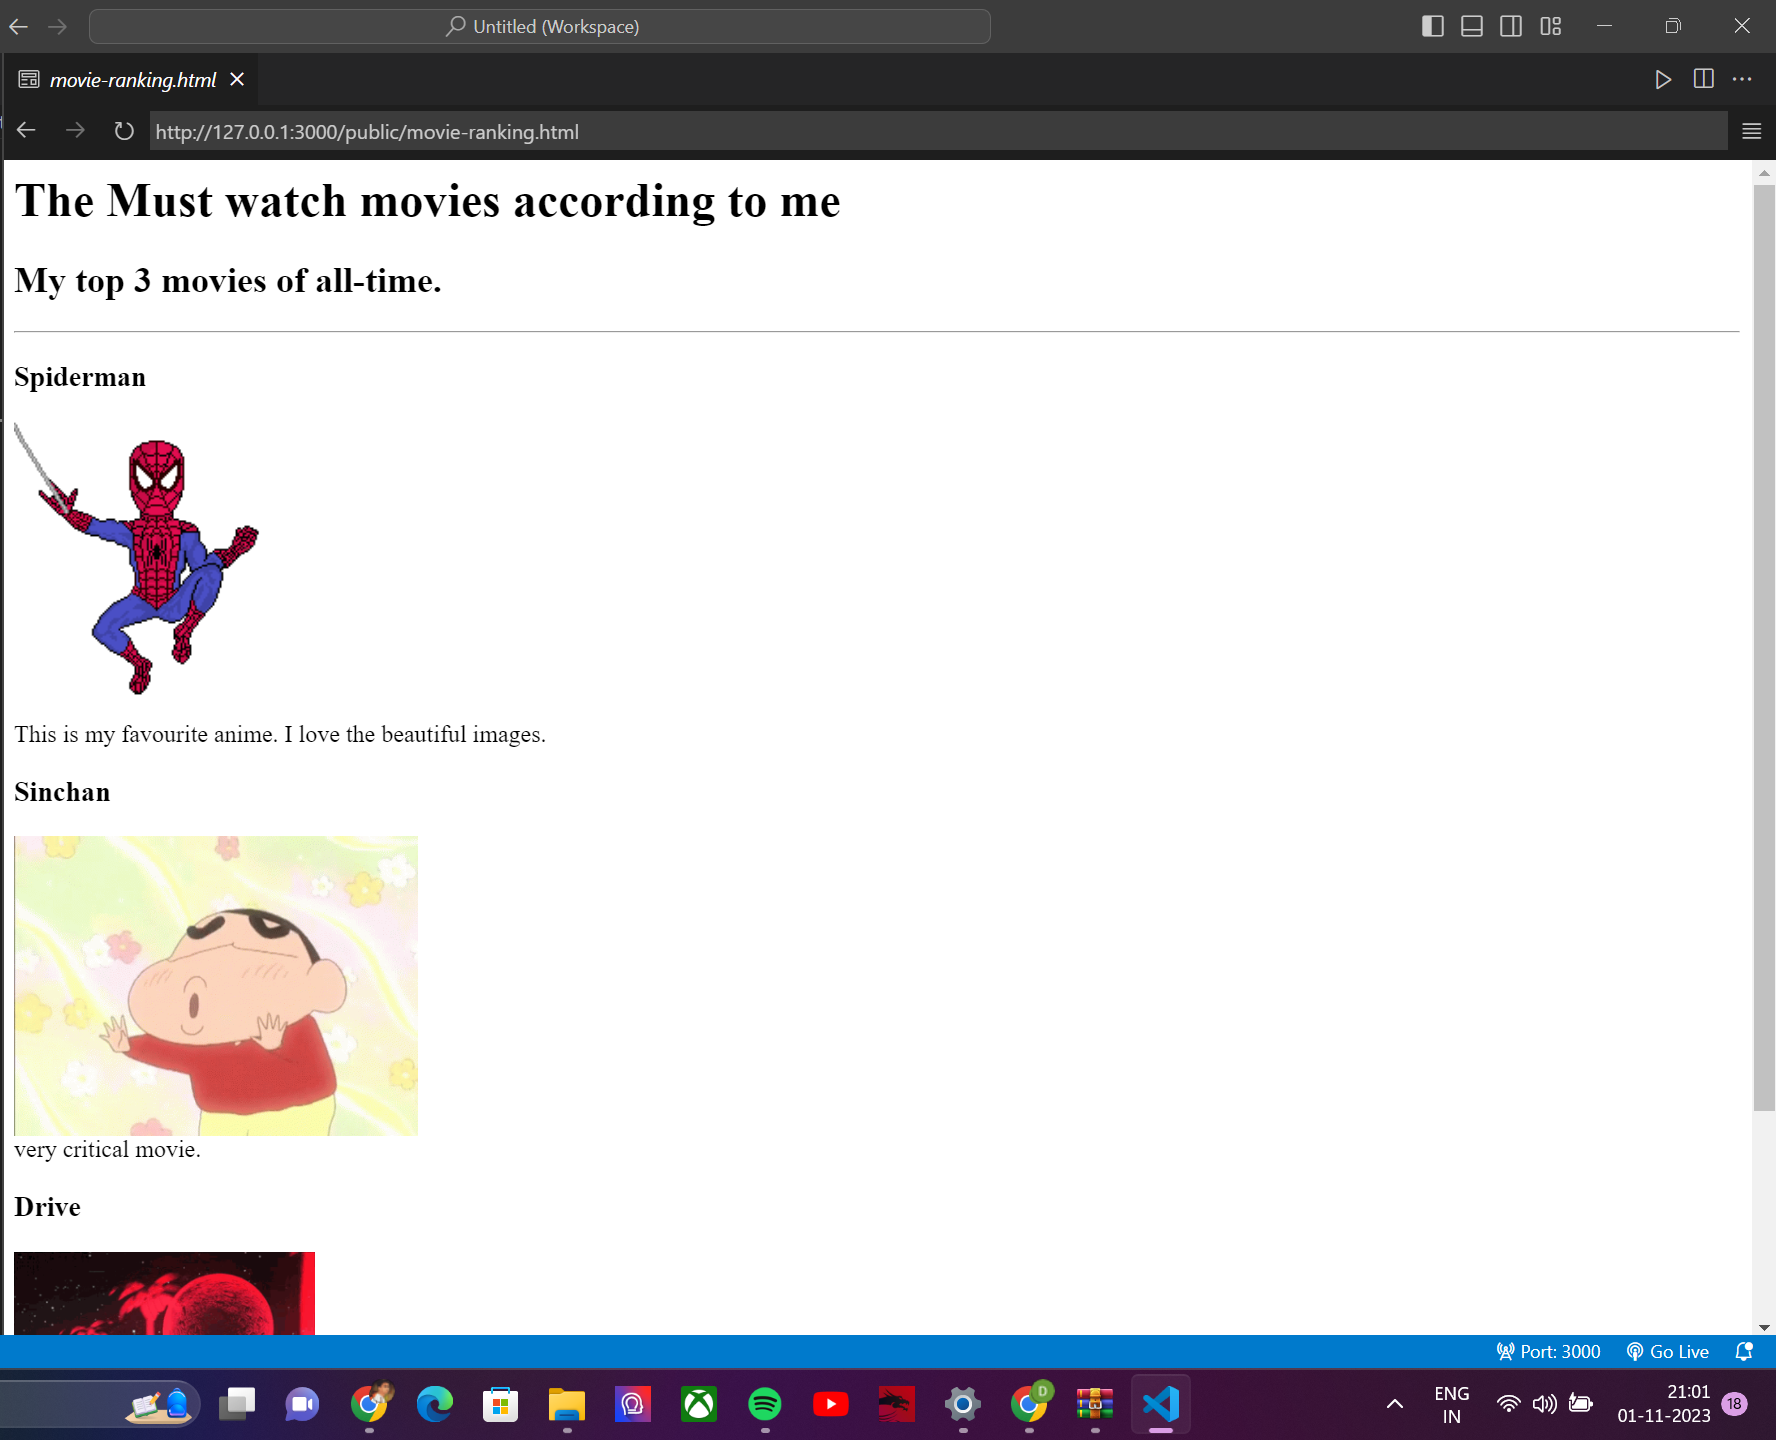 Untitled (Workspace)
movie-ranking.html
http://127.0.0.1:3000/public/movie-ranking.html
The Must watch movies according to me
My top 3 movies of all-time.
Spiderman
This is my favourite anime. I love the beautiful images.
Sinchan
very critical movie.
Drive
Port: 3000
Go Live
D
ENG
IN
21:01
01-11-2023
18